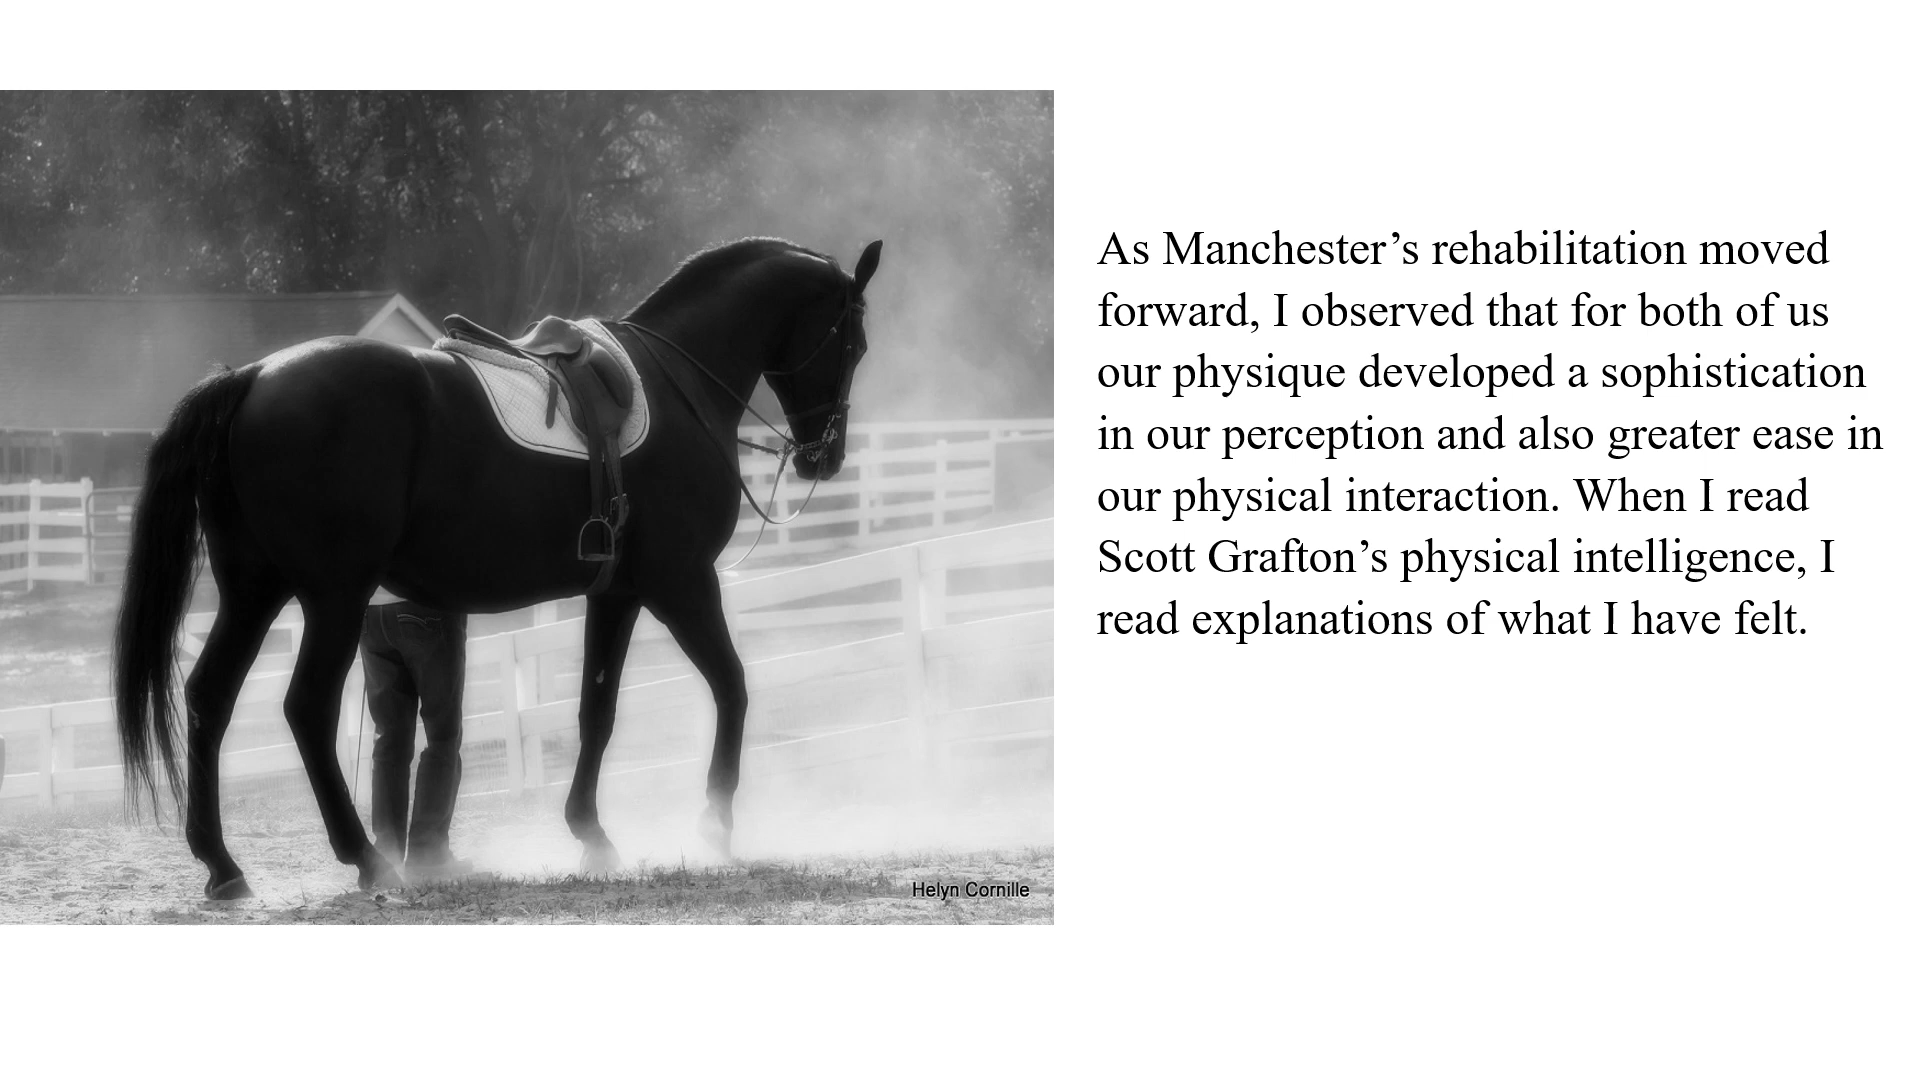 As Manchester’s rehabilitation moved
forward, I observed that for both of us
our physique developed a sophistication
in our perception and also greater ease in
our physical interaction. When I read
Scott Grafton’s physical intelligence, I
read explanations of what I have felt.
Helyn Cornille